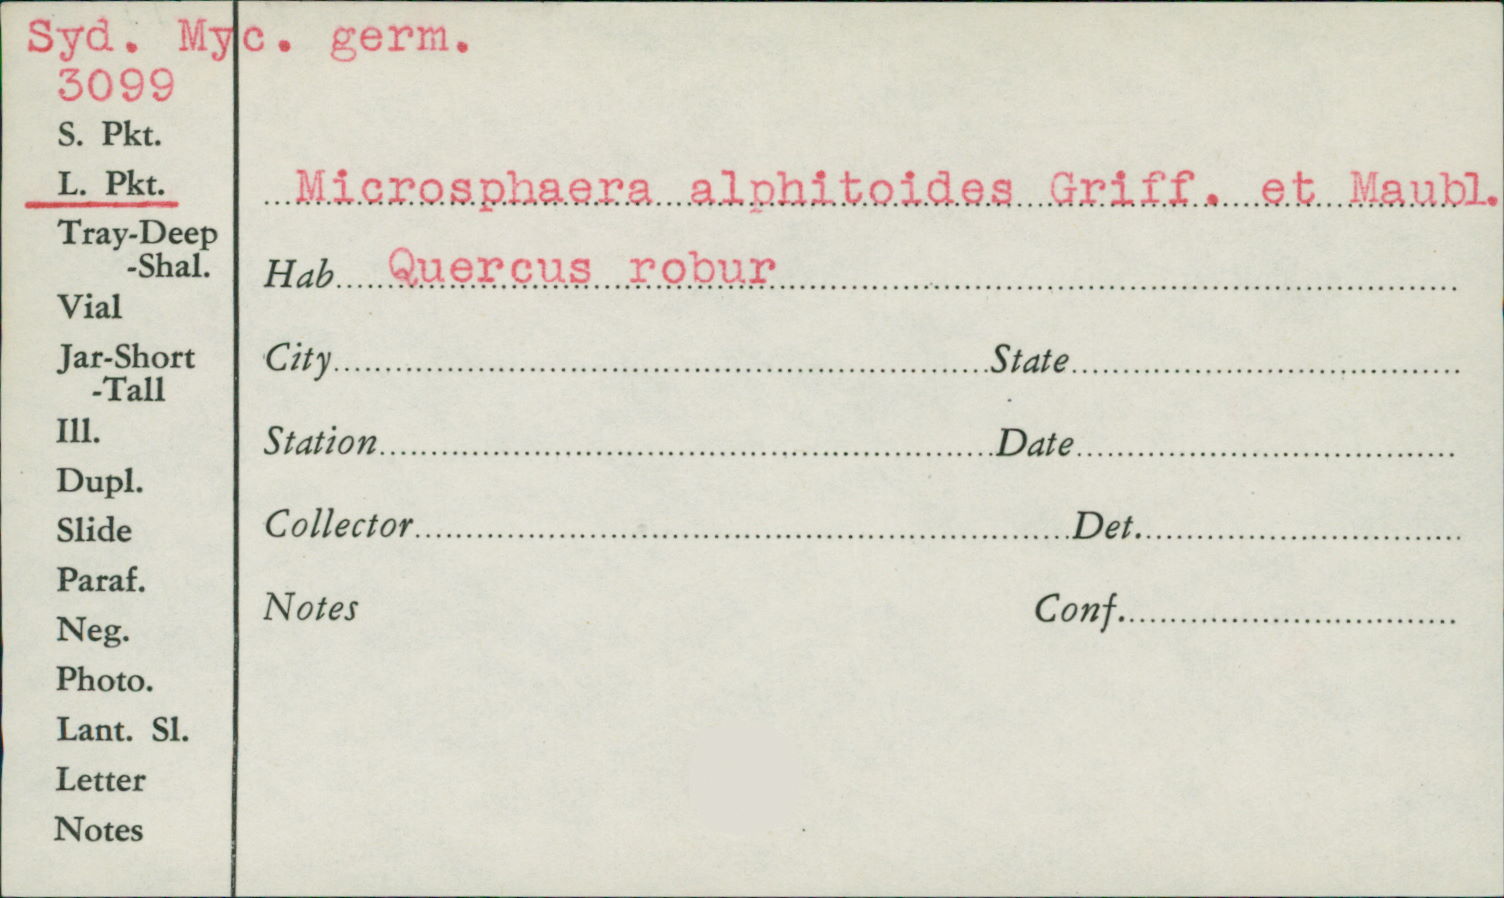 Syd. Myc. germ.
3099
S. Pkt.
L. Pkt.
Microsphaera alphitoides Griff. et Maubl.
Tray-Deep
-Shal.
Hab Quercus robur
Vial
Jar-Short
-Tall
City State
Ill.
Station Date
Dupl.
Slide
Collector Det.
Paraf.
Neg.
Notes Conf.
Photo.
Lant. Sl.
Letter
Notes